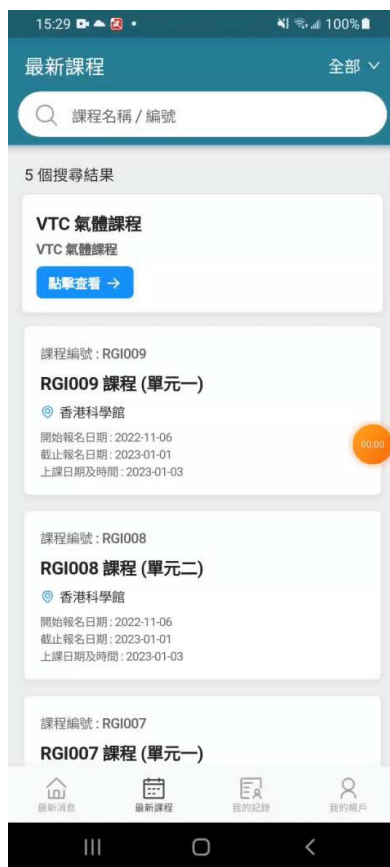 15:29
100%
最新課程
全部
課程名稱 / 編號
5 個搜尋結果
VTC 氣體課程
VTC 氣體課程
點擊查看 →
課程編號 : RGI009
RGI009 課程 (單元一)
香港科學館
開始報名日期 : 2022-11-06
截止報名日期 : 2023-01-01
上課日期及時間 : 2023-01-03
00:00
課程編號 : RGI008
RGI008 課程 (單元二)
香港科學館
開始報名日期 : 2022-11-06
截止報名日期 : 2023-01-01
上課日期及時間 : 2023-01-03
課程編號 : RGI007
RGI007 課程 (單元一)
最新消息
最新課程
我的記錄
我的帳戶